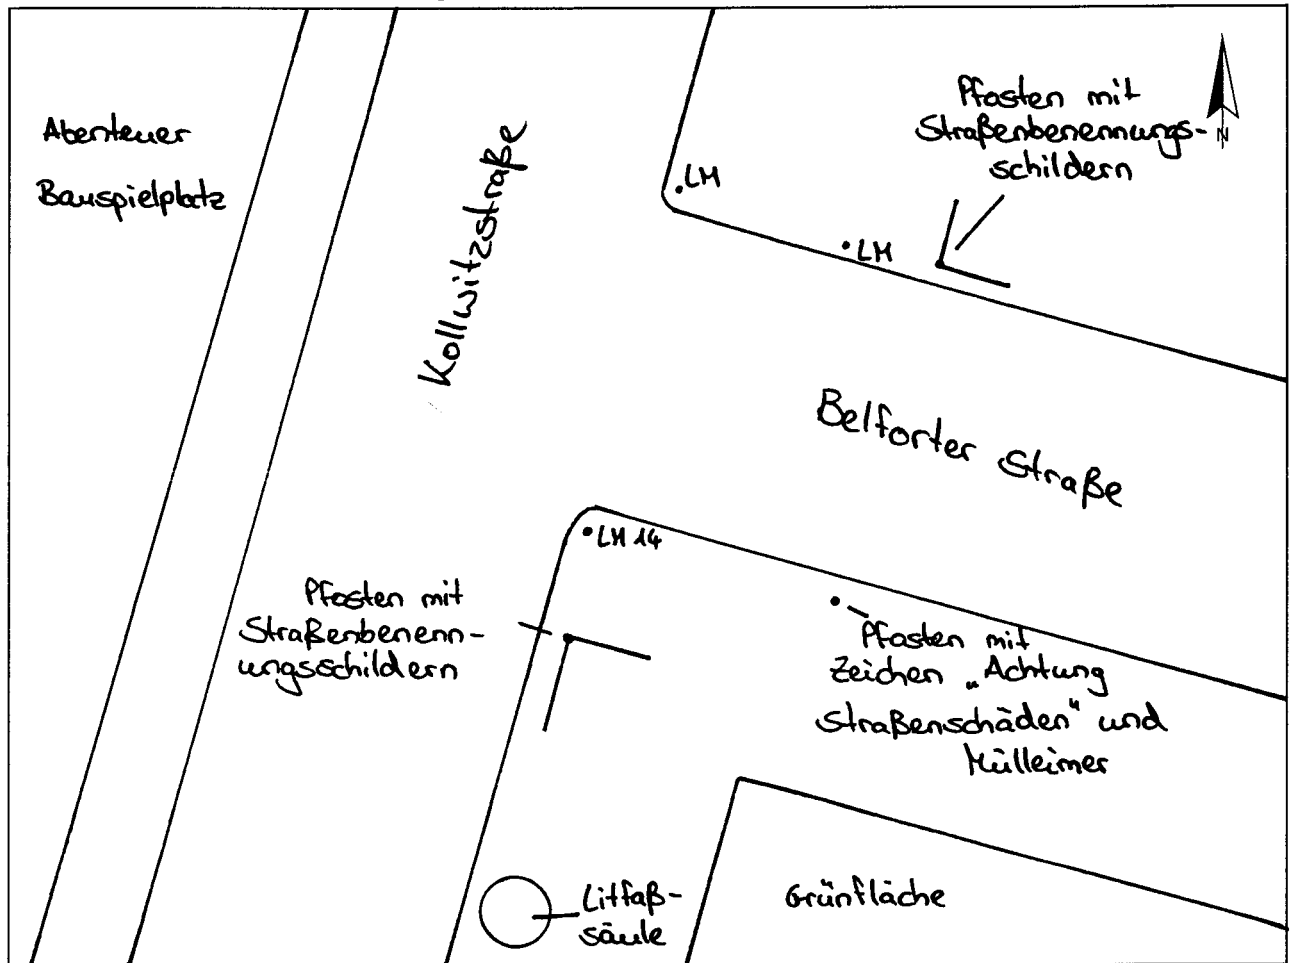 Abenteuer
Bauspielplatz
Kollwitzstraße
Pfosten mit
Straßenbenennungs-
schildern
N
LM
LM
Belforter Straße
LM 14
Pfosten mit
Straßenbenenn-
ungsschildern
Pfosten mit
Zeichen „Achtung
Straßenschäden“ und
Mülleimer
Litfaß-
säule
Grünfläche